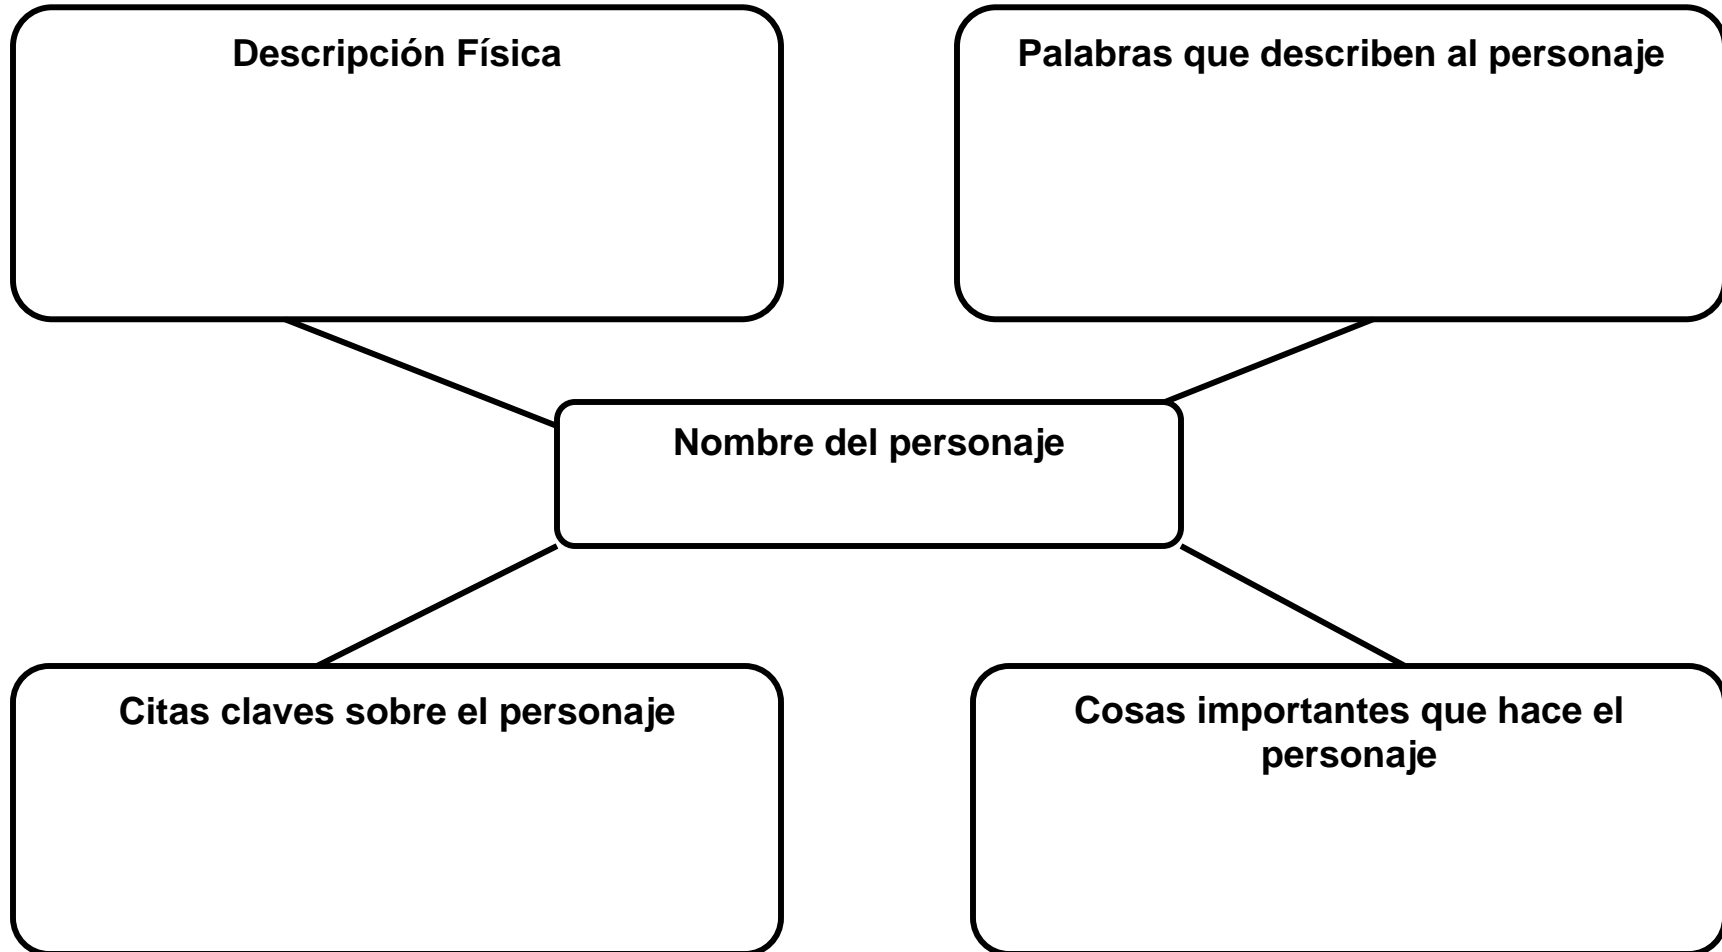 Descripción Física
Palabras que describen al personaje
Nombre del personaje
Citas claves sobre el personaje
Cosas importantes que hace el
personaje